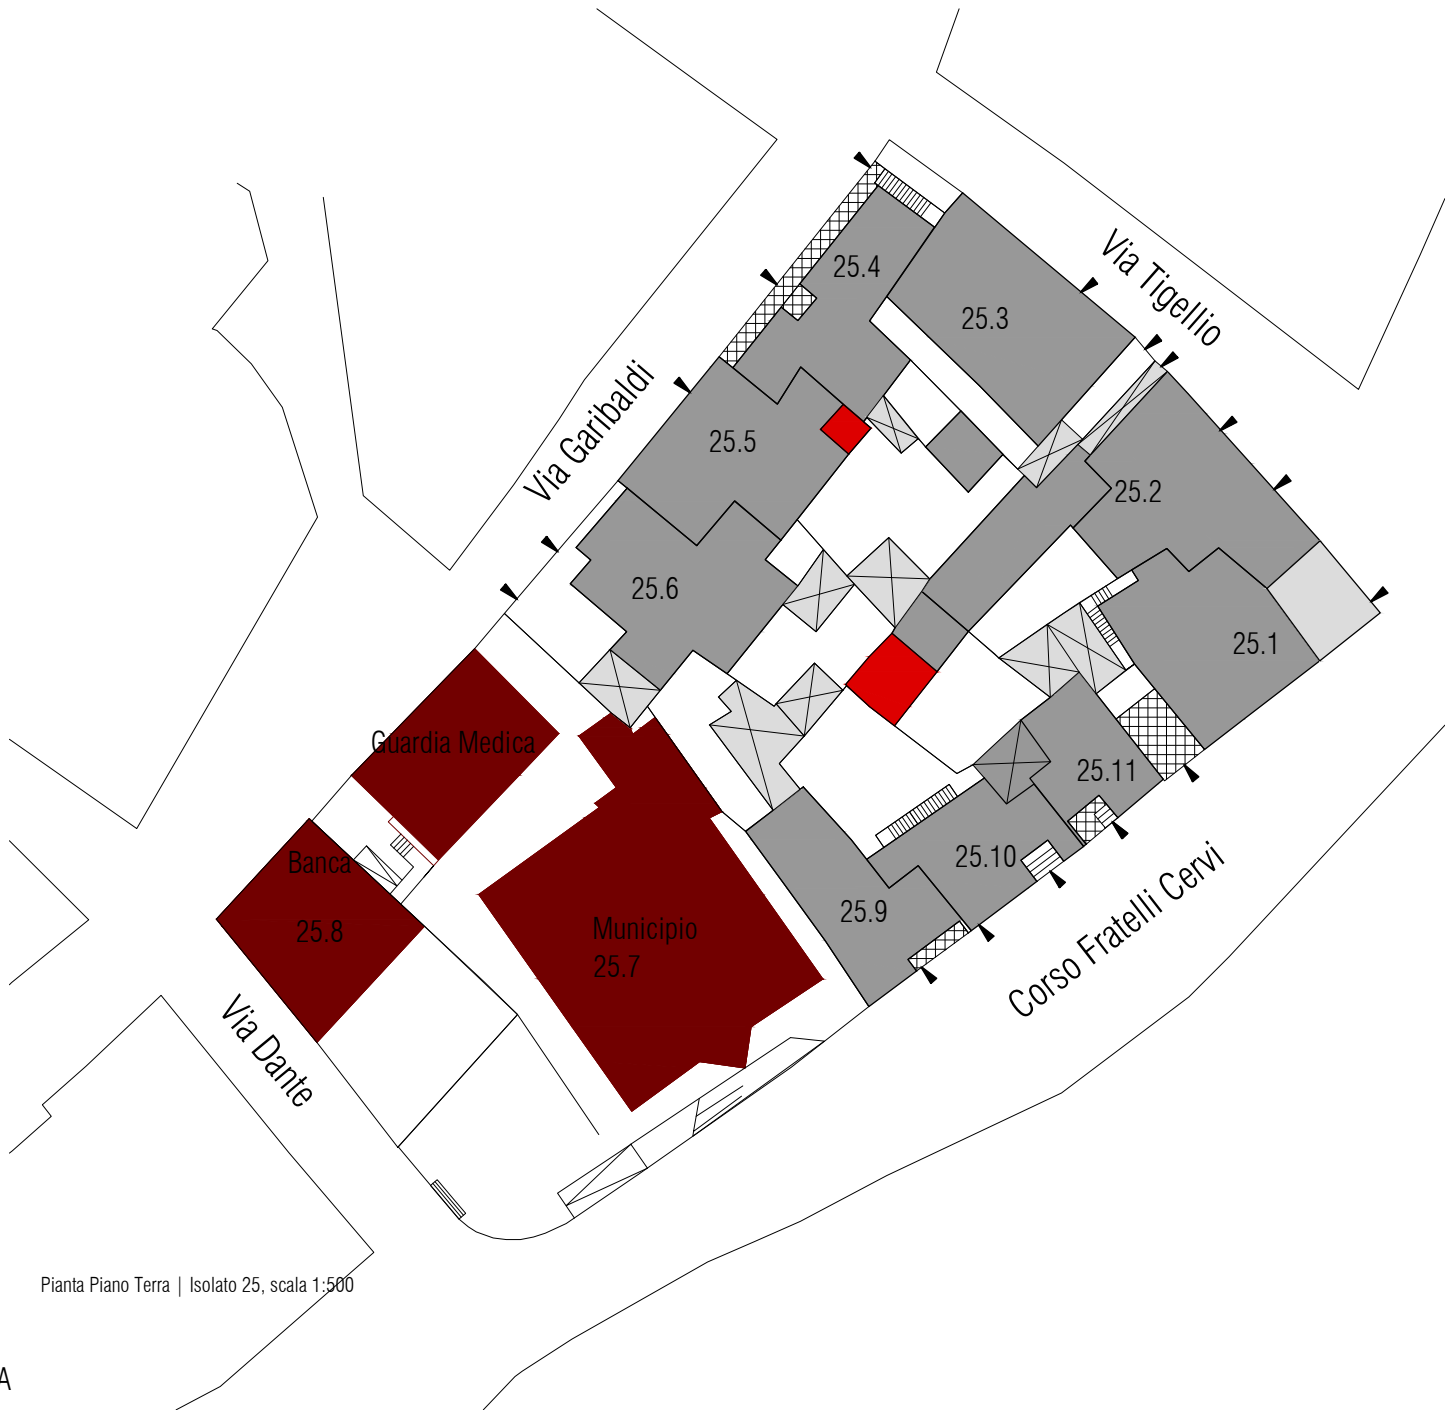 Via Tigellio
25.4
25.3
Via Garibaldi
25.5
25.2
25.6
25.1
Guardia Medica
25.11
Banca
25.10
25.9
25.8
Municipio
25.7
Corso Fratelli Cervi
Via Dante
Pianta Piano Terra | Isolato 25, scala 1:500
A